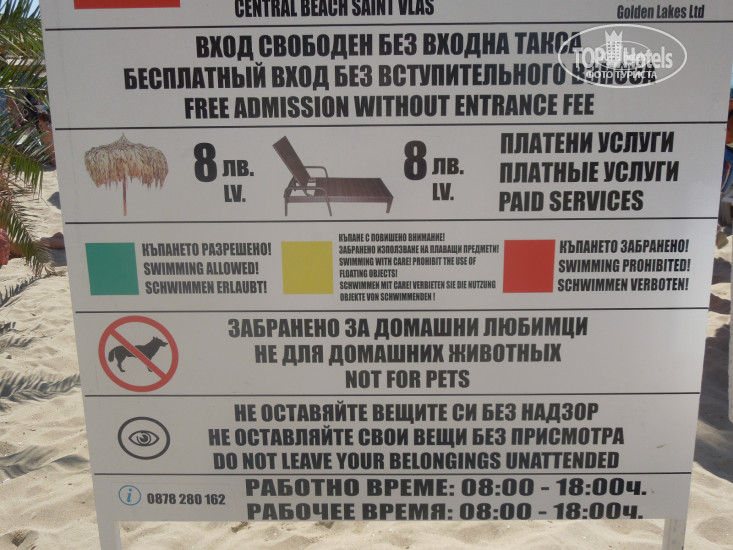 CENTRAL BEACH SAINT VLAS
Golden Lakes Ltd
ВХОД СВОБОДЕН БЕЗ ВХОДНА ТАКСА
БЕСПЛАТНЫЙ ВХОД БЕЗ ВСТУПИТЕЛЬНОГО
FREE ADMISSION WITHOUT ENTRANCE FEE
TOPHotels
ФОТО ТУРИСТА
8 ЛВ.
LV.
8 ЛВ.
LV.
ПЛАТЕНИ УСЛУГИ
ПЛАТНЫЕ УСЛУГИ
PAID SERVICES
КЪПАНЕТО РАЗРЕШЕНО!
SWIMMING ALLOWED!
SCHWIMMEN ERLAUBT!
КЪПАНЕ С ПОВИШЕНО ВНИМАНИЕ!
ЗАБРАНЕНО ИЗПОЛЗВАНЕ НА ПЛАВАЩИ ПРЕДМЕТИ!
SWIMMING WITH CARE! PROHIBIT THE USE OF
FLOATING OBJECTS!
SCHWIMMEN MIT CARE! VERBIETEN SIE DIE NUTZUNG
OBJEKTE VON SCHWIMMENDEN !
КЪПАНЕТО ЗАБРАНЕНО!
SWIMMING PROHIBITED!
SCHWIMMEN VERBOTEN!
ЗАБРАНЕНО ЗА ДОМАШНИ ЛЮБИМЦИ
НЕ ДЛЯ ДОМАШНИХ ЖИВОТНЫХ
NOT FOR PETS
НЕ ОСТАВЯЙТЕ ВЕЩИТЕ СИ БЕЗ НАДЗОР
НЕ ОСТАВЛЯЙТЕ СВОИ ВЕЩИ БЕЗ ПРИСМОТРА
DO NOT LEAVE YOUR BELONGINGS UNATTENDED
i 0878 280 162
РАБОТНО ВРЕМЕ: 08:00 - 18:00ч.
РАБОЧЕЕ ВРЕМЯ: 08:00 - 18:00ч.